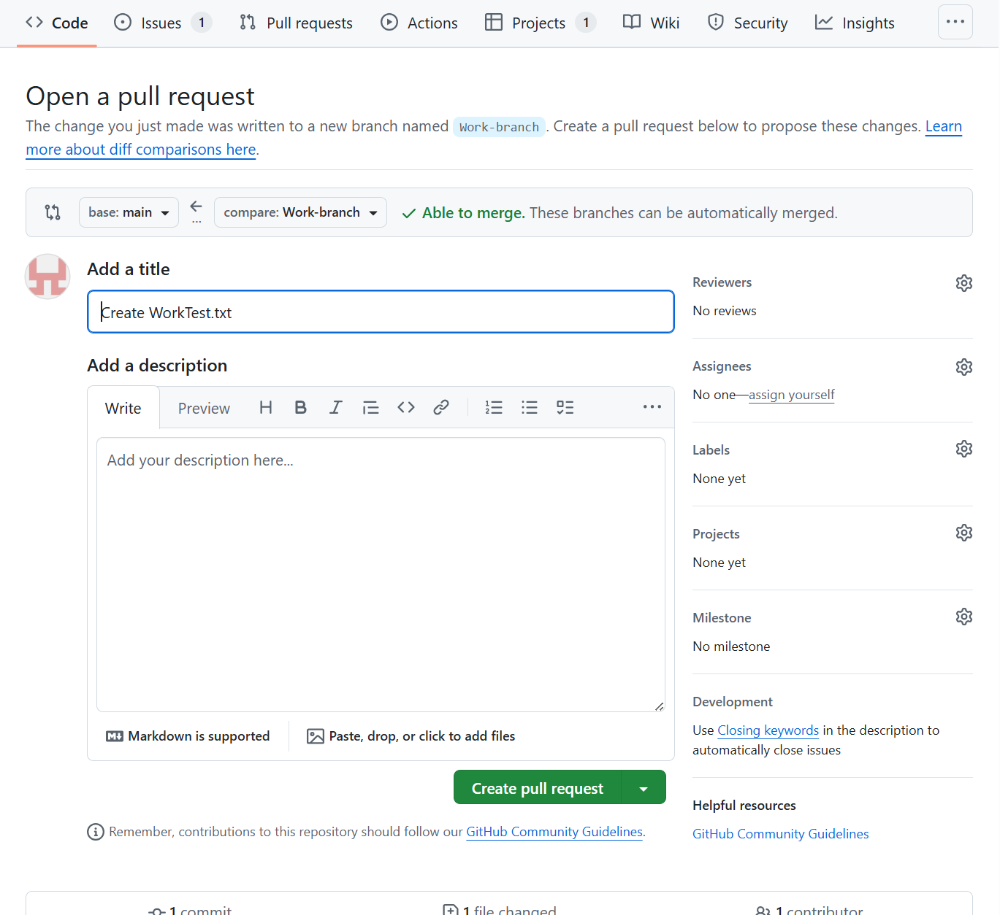 Code Issues 1 Pull requests Actions Projects 1 Wiki Security Insights
Open a pull request
The change you just made was written to a new branch named Work-branch. Create a pull request below to propose these changes. Learn
more about diff comparisons here.
base: main compare: Work-branch Able to merge. These branches can be automatically merged.
Add a title
Create WorkTest.txt
Add a description
Write Preview
Add your description here...
Markdown is supported Paste, drop, or click to add files
Create pull request
Remember, contributions to this repository should follow our GitHub Community Guidelines.
Reviewers
No reviews
Assignees
No one—assign yourself
Labels
None yet
Projects
None yet
Milestone
No milestone
Development
Use Closing keywords in the description to
automatically close issues
Helpful resources
GitHub Community Guidelines
1 commit 1 file changed 1 contributor